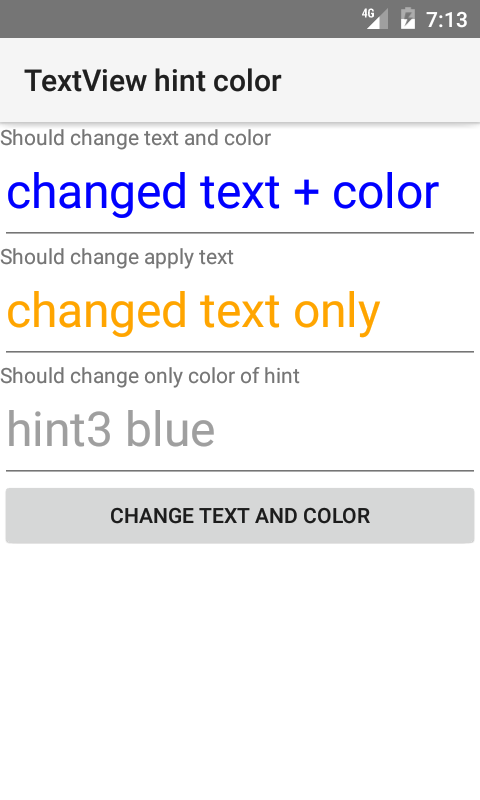 4G 7:13
TextView hint color
Should change text and color
changed text + color
Should change apply text
changed text only
Should change only color of hint
hint3 blue
CHANGE TEXT AND COLOR